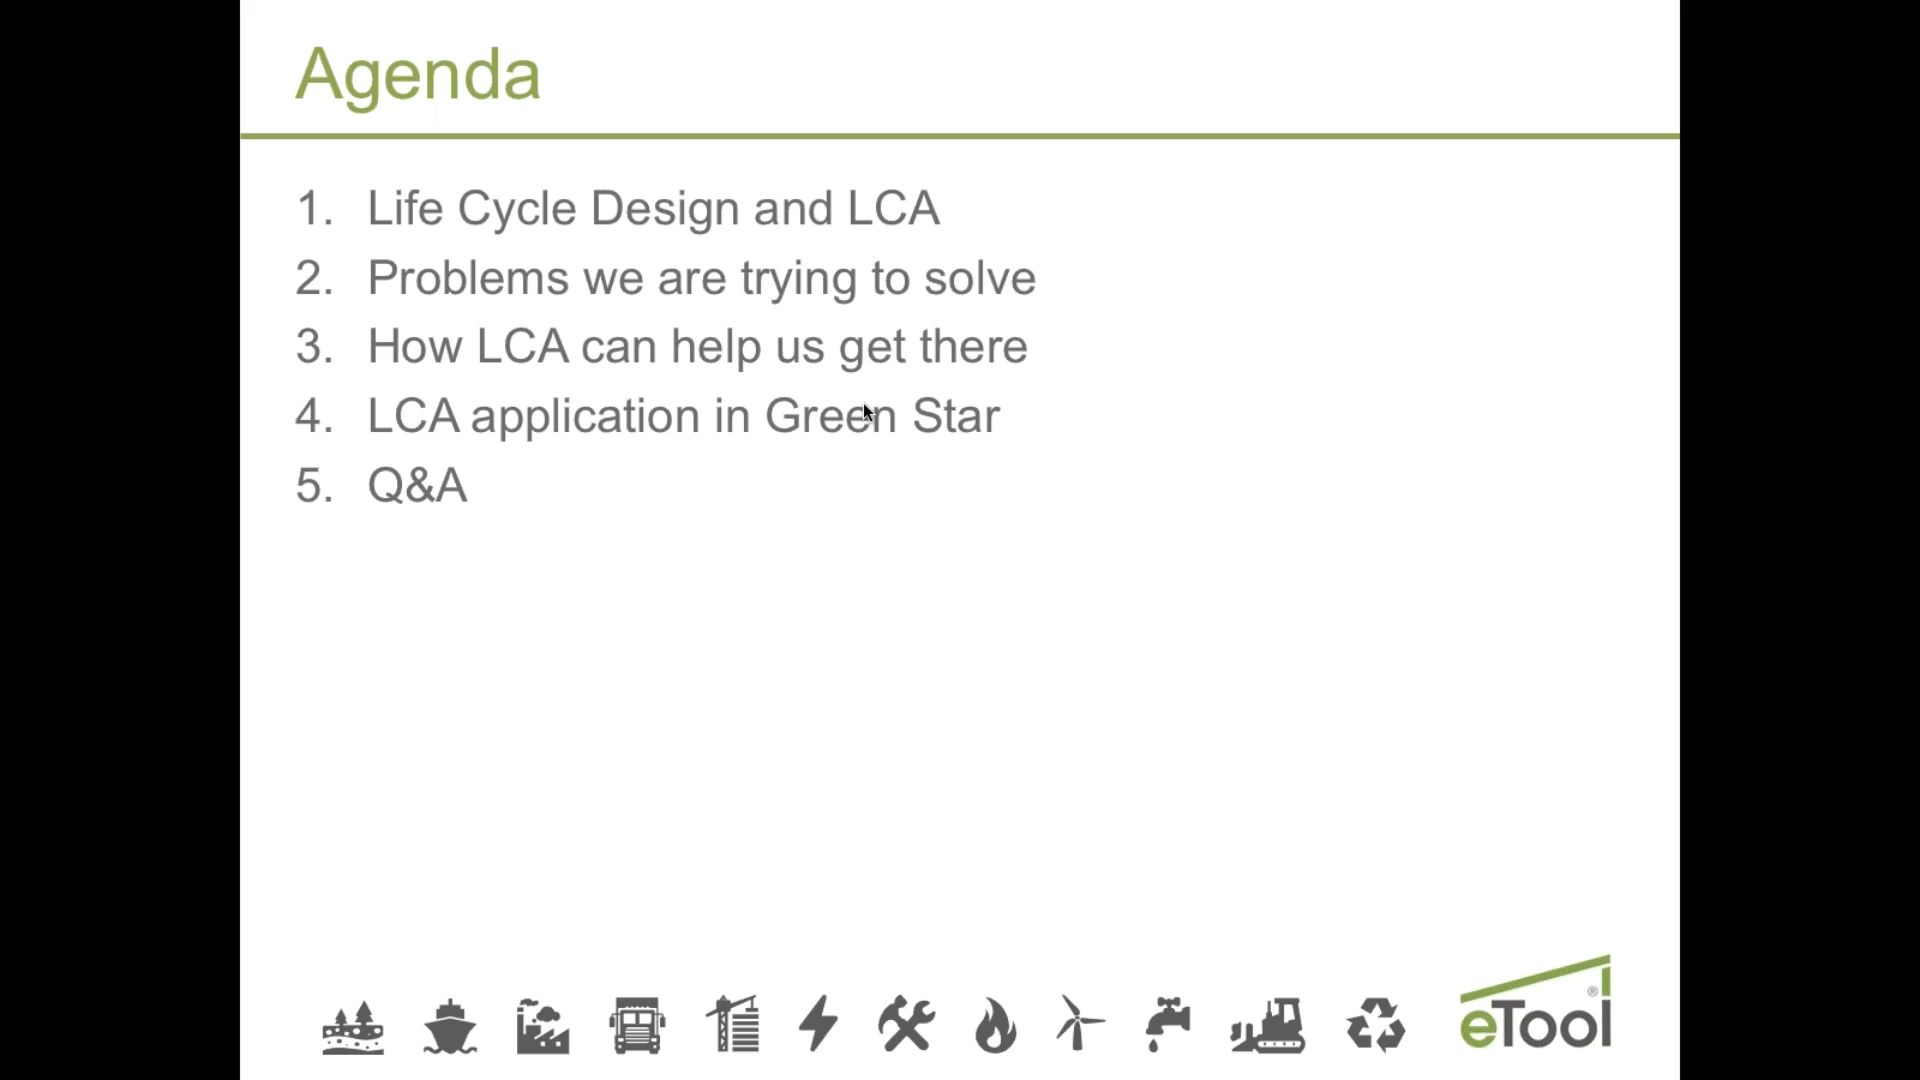 Agenda
1. Life Cycle Design and LCA
2. Problems we are trying to solve
3. How LCA can help us get there
4. LCA application in Green Star
5. Q&A
eTool®